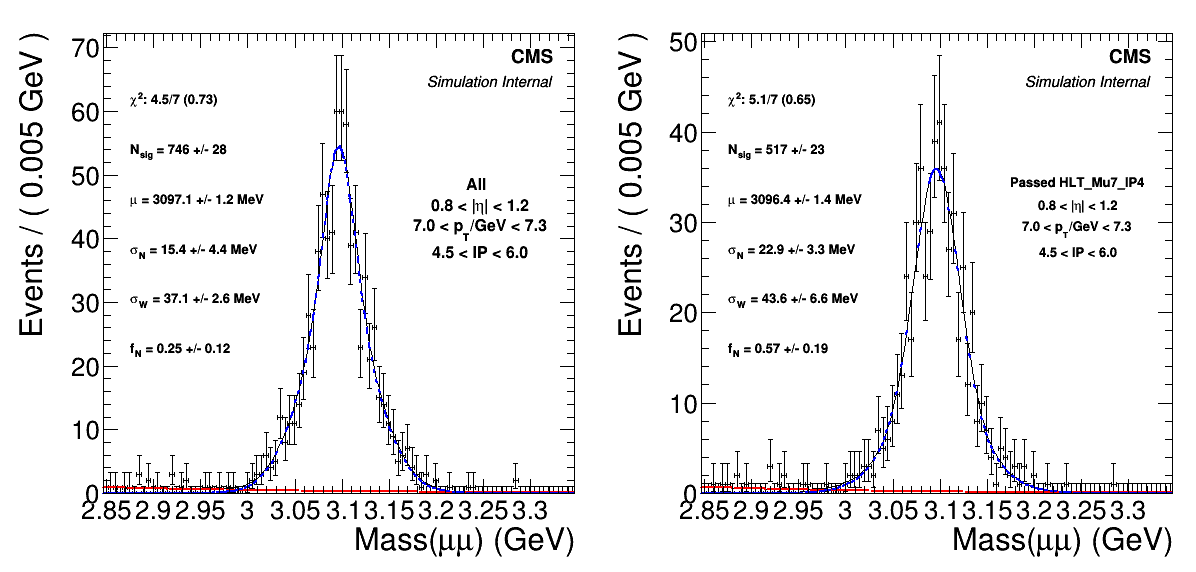 Events / ( 0.005 GeV )
70
60
50
40
30
20
10
0
CMS
Simulation Internal
χ²: 4.5/7 (0.73)
N_sig = 746 +/- 28
μ = 3097.1 +/- 1.2 MeV
σ_N = 15.4 +/- 4.4 MeV
σ_W = 37.1 +/- 2.6 MeV
f_N = 0.25 +/- 0.12
All
0.8 < |η| < 1.2
7.0 < p_T/GeV < 7.3
4.5 < IP < 6.0
2.85 2.9 2.95 3 3.05 3.1 3.15 3.2 3.25 3.3
Mass(μμ) (GeV)
Events / ( 0.005 GeV )
50
40
30
20
10
0
CMS
Simulation Internal
χ²: 5.1/7 (0.65)
N_sig = 517 +/- 23
μ = 3096.4 +/- 1.4 MeV
σ_N = 22.9 +/- 3.3 MeV
σ_W = 43.6 +/- 6.6 MeV
f_N = 0.57 +/- 0.19
Passed HLT_Mu7_IP4
0.8 < |η| < 1.2
7.0 < p_T/GeV < 7.3
4.5 < IP < 6.0
2.85 2.9 2.95 3 3.05 3.1 3.15 3.2 3.25 3.3
Mass(μμ) (GeV)